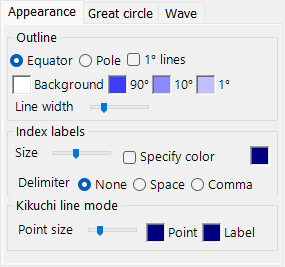 Appearance Great circle Wave
Outline
Equator Pole 1° lines
Background 90° 10° 1°
Line width
Index labels
Size Specify color
Delimiter None Space Comma
Kikuchi line mode
Point size Point Label